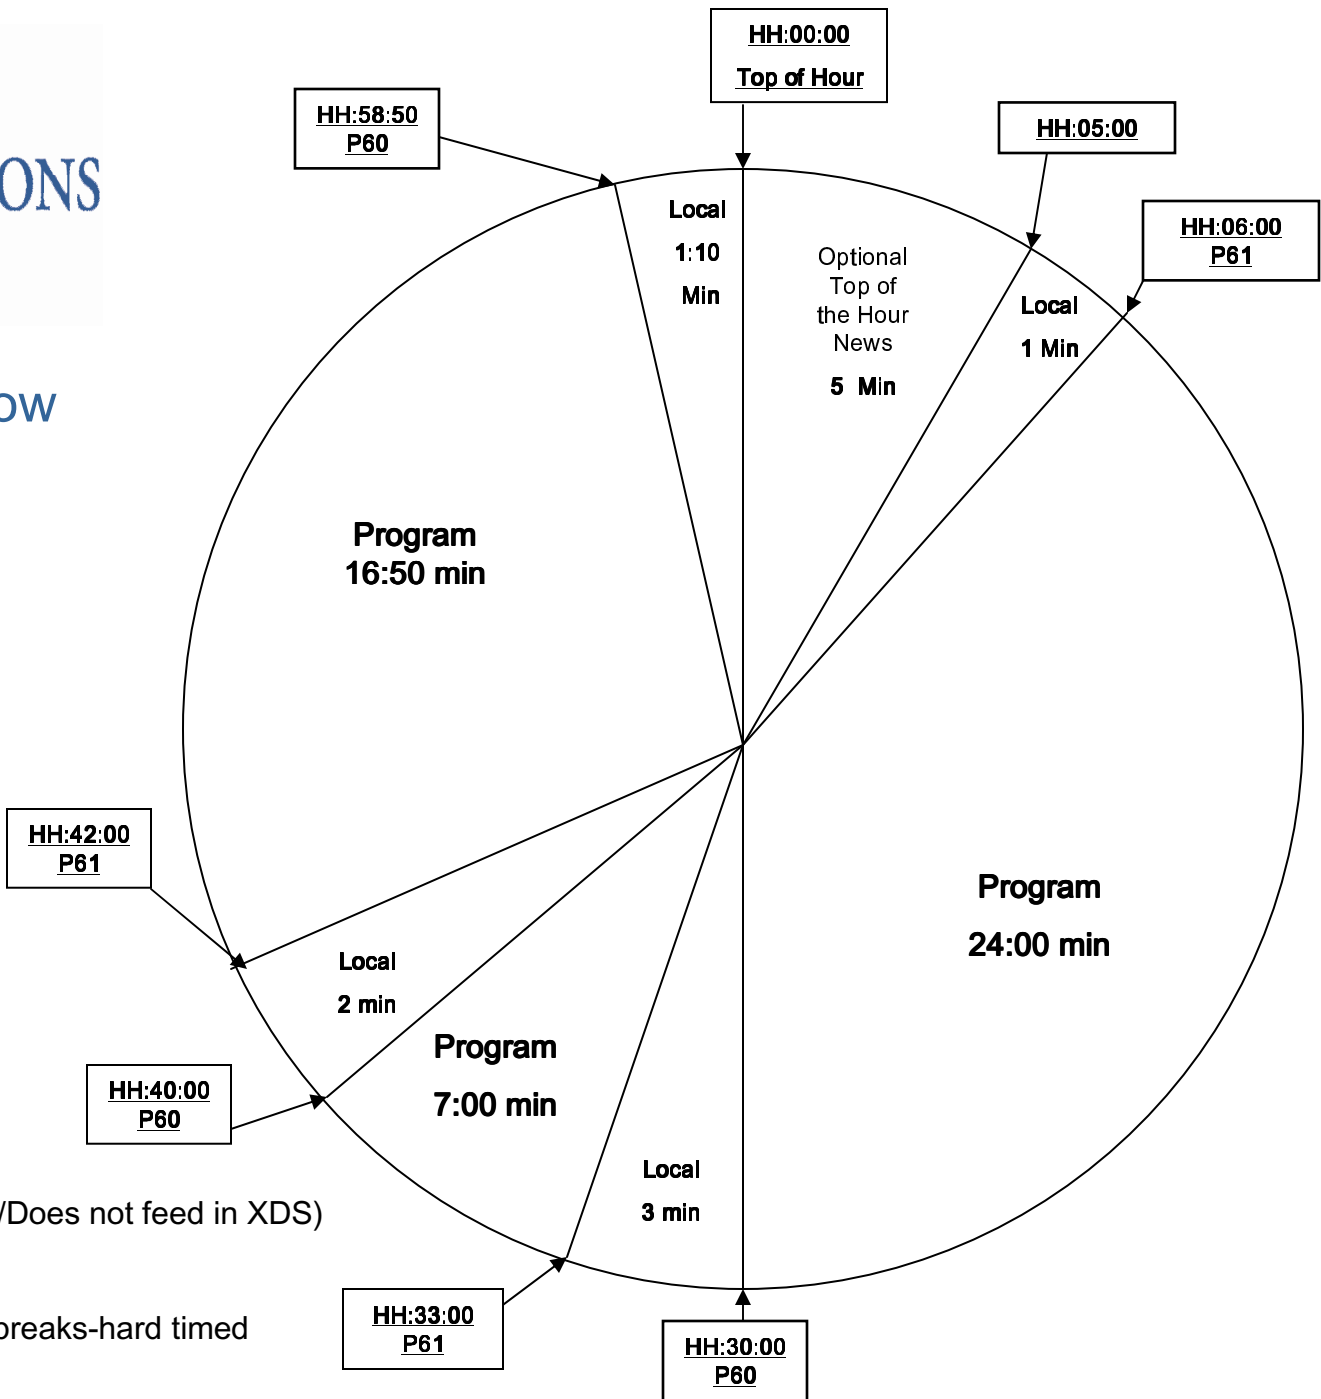 HH:00:00
Top of Hour
HH:58:50
P60
HH:05:00
HH:06:00
P61
ONS
ow
Local
1:10
Min
Optional
Top of
the Hour
News
5 Min
Local
1 Min
Program
16:50 min
Program
24:00 min
HH:42:00
P61
Local
2 min
Program
7:00 min
HH:40:00
P60
Local
3 min
/Does not feed in XDS)
HH:33:00
P61
breaks-hard timed
HH:30:00
P60